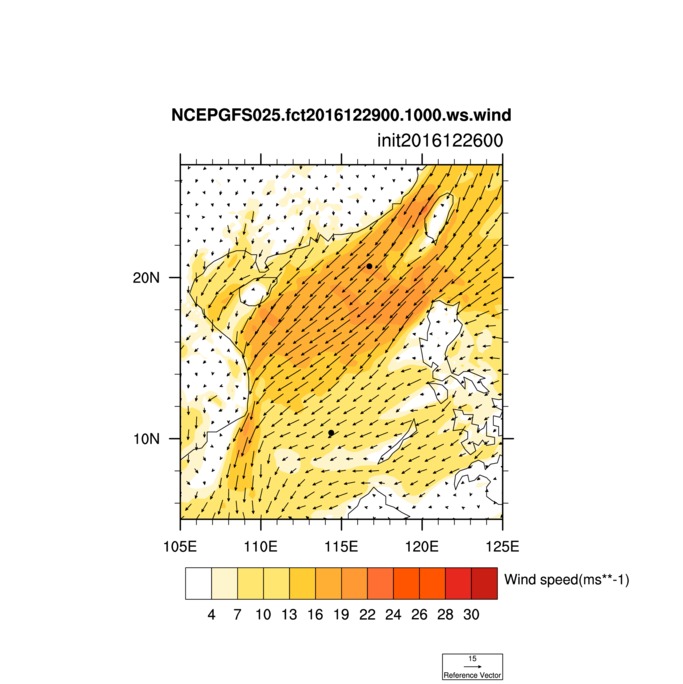 NCEPGFS025.fct2016122900.1000.ws.wind
init2016122600
20N
10N
105E 110E 115E 120E 125E
Wind speed(ms**-1)
4 7 10 13 16 19 22 24 26 28 30
15
Reference Vector